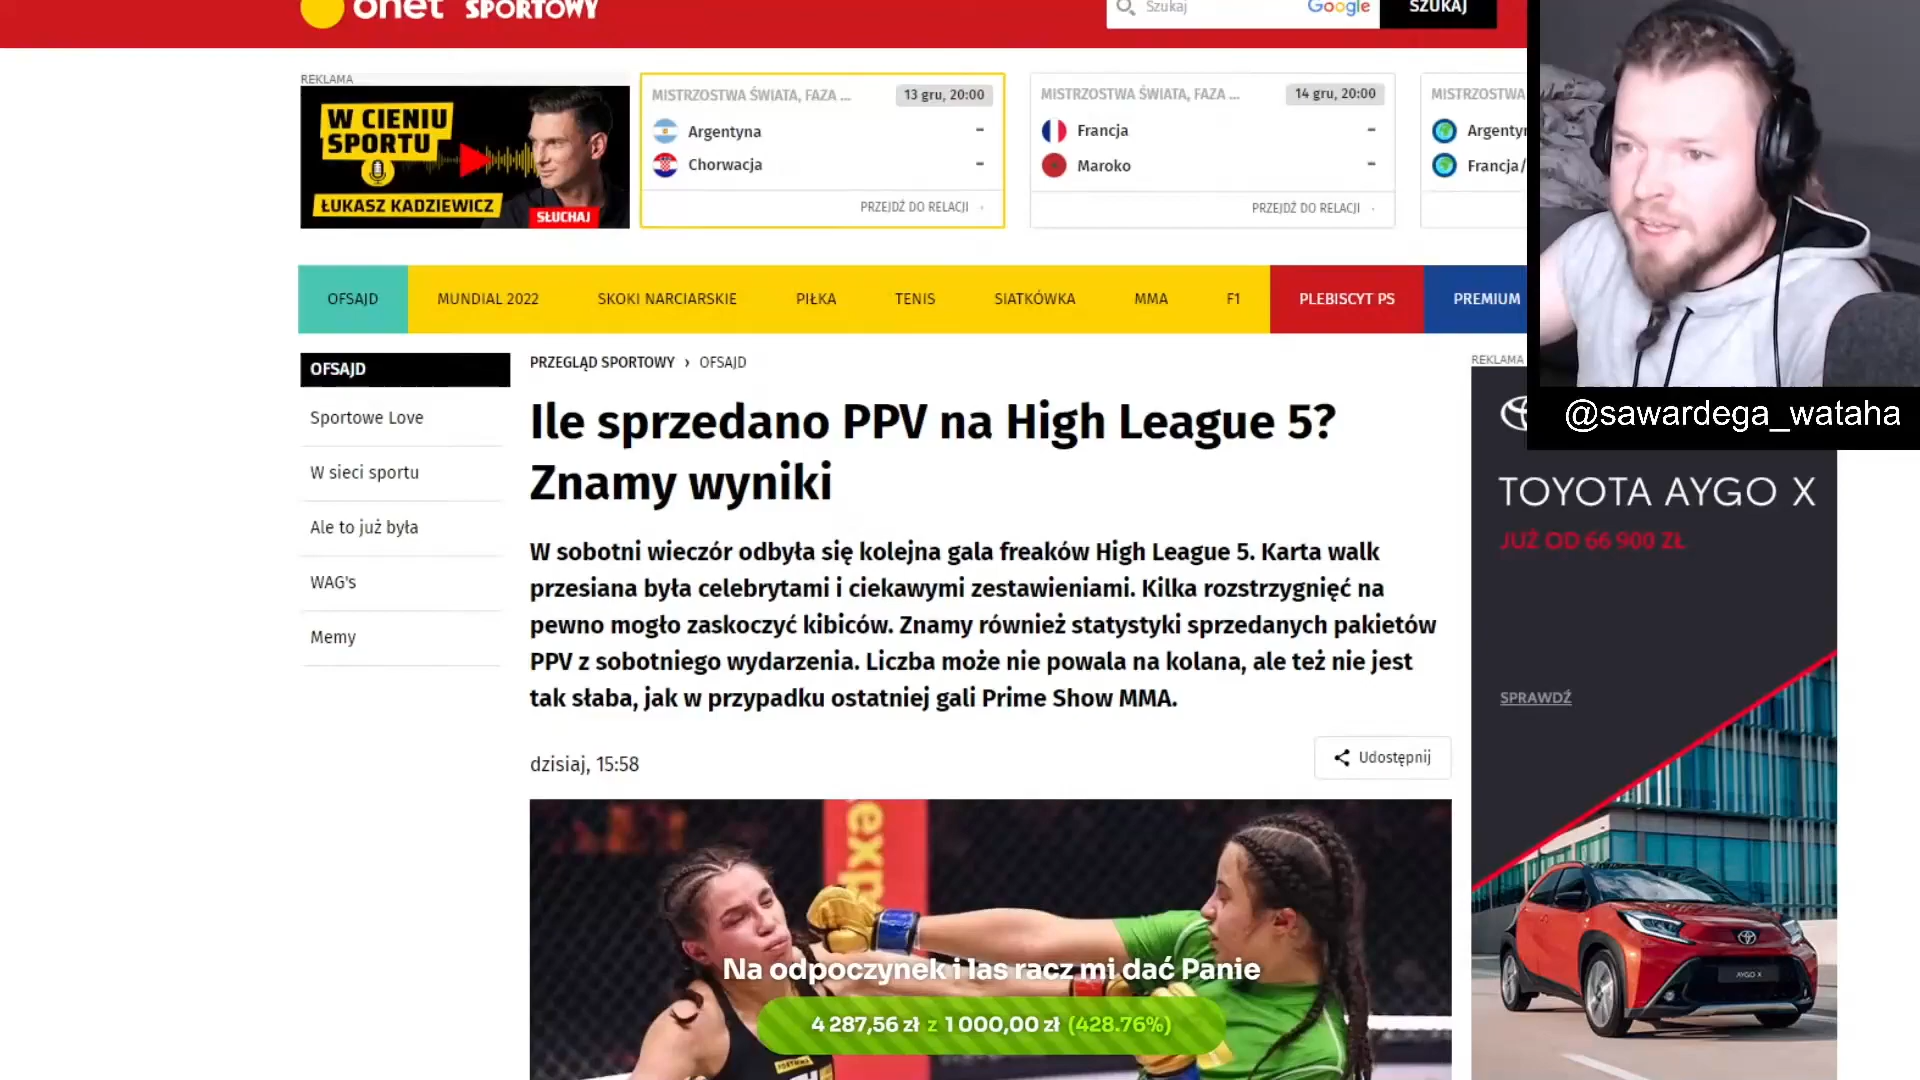 onet SPORTOWY
Szukaj Google SZUKAJ
REKLAMA
W CIENIU
SPORTU
ŁUKASZ KADZIEWICZ
SŁUCHAJ
MISTRZOSTWA ŚWIATA, FAZA ... 13 gru, 20:00
Argentyna -
Chorwacja -
PRZEJDŹ DO RELACJI
MISTRZOSTWA ŚWIATA, FAZA ... 14 gru, 20:00
Francja -
Maroko -
PRZEJDŹ DO RELACJI
MISTRZOSTWA
Argentyn
Francja/
@sawardega_wataha
OFSAJD MUNDIAL 2022 SKOKI NARCIARSKIE PIŁKA TENIS SIATKÓWKA MMA F1 PLEBISCYT PS PREMIUM
OFSAJD
Sportowe Love
W sieci sportu
Ale to już była
WAG's
Memy
PRZEGLĄD SPORTOWY › OFSAJD
Ile sprzedano PPV na High League 5?
Znamy wyniki
W sobotni wieczór odbyła się kolejna gala freaków High League 5. Karta walk
przesiana była celebrytami i ciekawymi zestawieniami. Kilka rozstrzygnięć na
pewno mogło zaskoczyć kibiców. Znamy również statystyki sprzedanych pakietów
PPV z sobotniego wydarzenia. Liczba może nie powala na kolana, ale też nie jest
tak słaba, jak w przypadku ostatniej gali Prime Show MMA.
dzisiaj, 15:58
Udostępnij
REKLAMA
TOYOTA AYGO X
JUŻ OD 66 900 ZŁ
SPRAWDŹ
AYGO X
exp
Na odpoczynek i las racz mi dać Panie
4 287,56 zł z 1 000,00 zł (428.76%)
FORTUNA